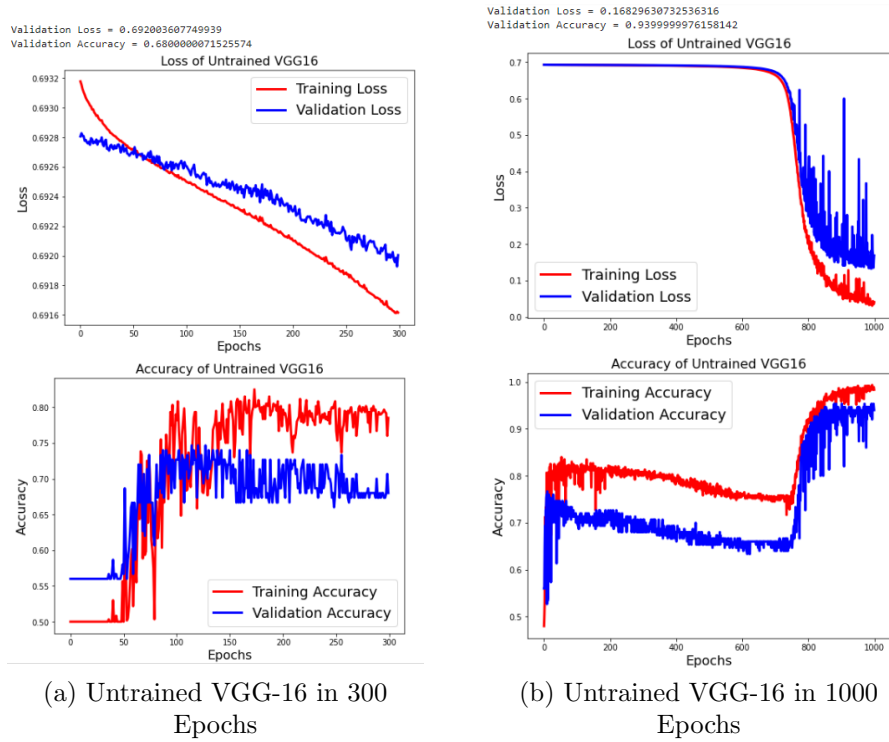 Validation Loss = 0.692003607749939
Validation Accuracy = 0.6800000071525574
Loss of Untrained VGG16
0.6932
0.6930
0.6928
0.6926
0.6924
0.6922
0.6920
0.6918
0.6916
Loss
Training Loss
Validation Loss
0 50 100 150 200 250 300
Epochs
Accuracy of Untrained VGG16
0.80
0.75
0.70
0.65
0.60
0.55
0.50
Accuracy
Training Accuracy
Validation Accuracy
0 50 100 150 200 250 300
Epochs
(a) Untrained VGG-16 in 300
Epochs
Validation Loss = 0.16829630732536316
Validation Accuracy = 0.9399999976158142
Loss of Untrained VGG16
0.7
0.6
0.5
0.4
0.3
0.2
0.1
0.0
Loss
Training Loss
Validation Loss
0 200 400 600 800 1000
Epochs
Accuracy of Untrained VGG16
1.0
0.9
0.8
0.7
0.6
0.5
Accuracy
Training Accuracy
Validation Accuracy
0 200 400 600 800 1000
Epochs
(b) Untrained VGG-16 in 1000
Epochs